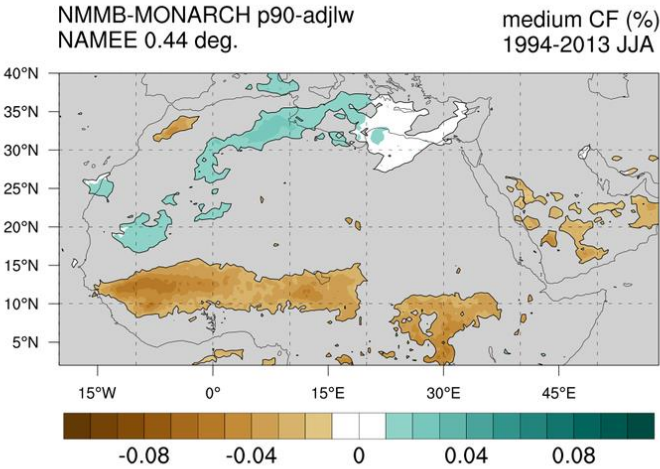 NMMB-MONARCH p90-adjlw
NAMEE 0.44 deg.
medium CF (%)
1994-2013 JJA
40°N
35°N
30°N
25°N
20°N
15°N
10°N
5°N
15°W 0° 15°E 30°E 45°E
-0.08 -0.04 0 0.04 0.08